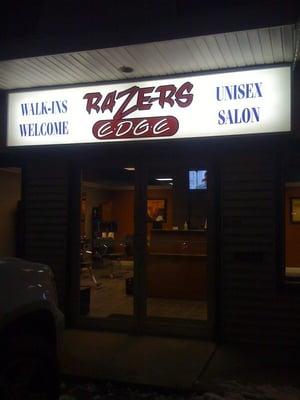 WALK-INS
WELCOME
RAZERS
EDGE
UNISEX
SALON